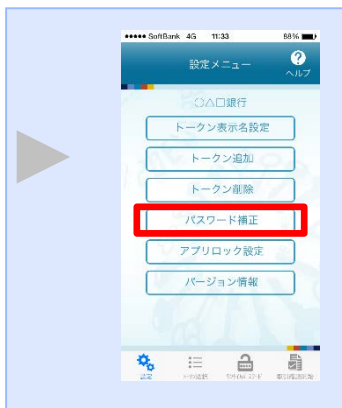 SoftBank 4G 11:33 88%
設定メニュー
ヘルプ
○△□銀行
トークン表示名設定
トークン追加
トークン削除
パスワード補正
アプリロック設定
バージョン情報
設定